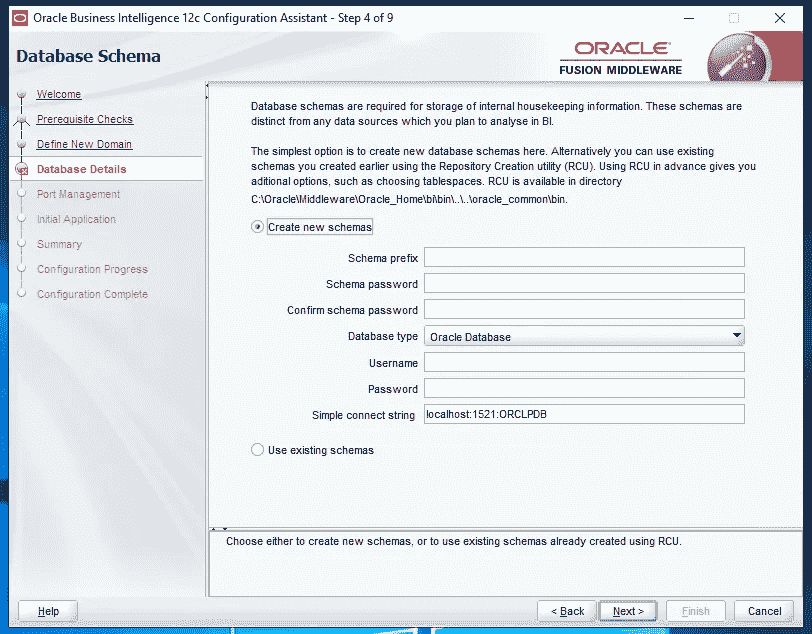 Oracle Business Intelligence 12c Configuration Assistant - Step 4 of 9
Database Schema
ORACLE
FUSION MIDDLEWARE
Welcome
Prerequisite Checks
Define New Domain
Database Details
Port Management
Initial Application
Summary
Configuration Progress
Configuration Complete
Database schemas are required for storage of internal housekeeping information. These schemas are
distinct from any data sources which you plan to analyse in BI.
The simplest option is to create new database schemas here. Alternatively you can use existing
schemas you created earlier using the Repository Creation utility (RCU). Using RCU in advance gives you
aditional options, such as choosing tablespaces. RCU is available in directory
C:\Oracle\Middleware\Oracle_Home\bi\bin\..\..\oracle_common\bin.
Create new schemas
Schema prefix
Schema password
Confirm schema password
Database type Oracle Database
Username
Password
Simple connect string localhost:1521:ORCLPDB
Use existing schemas
Choose either to create new schemas, or to use existing schemas already created using RCU.
Help < Back Next > Finish Cancel